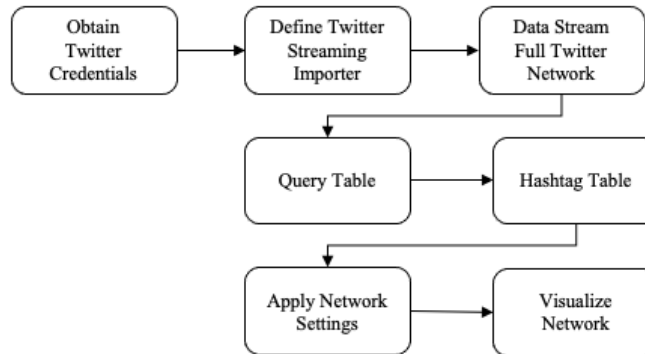 Obtain
Twitter
Credentials
Define Twitter
Streaming
Importer
Data Stream
Full Twitter
Network
Query Table
Hashtag Table
Apply Network
Settings
Visualize
Network